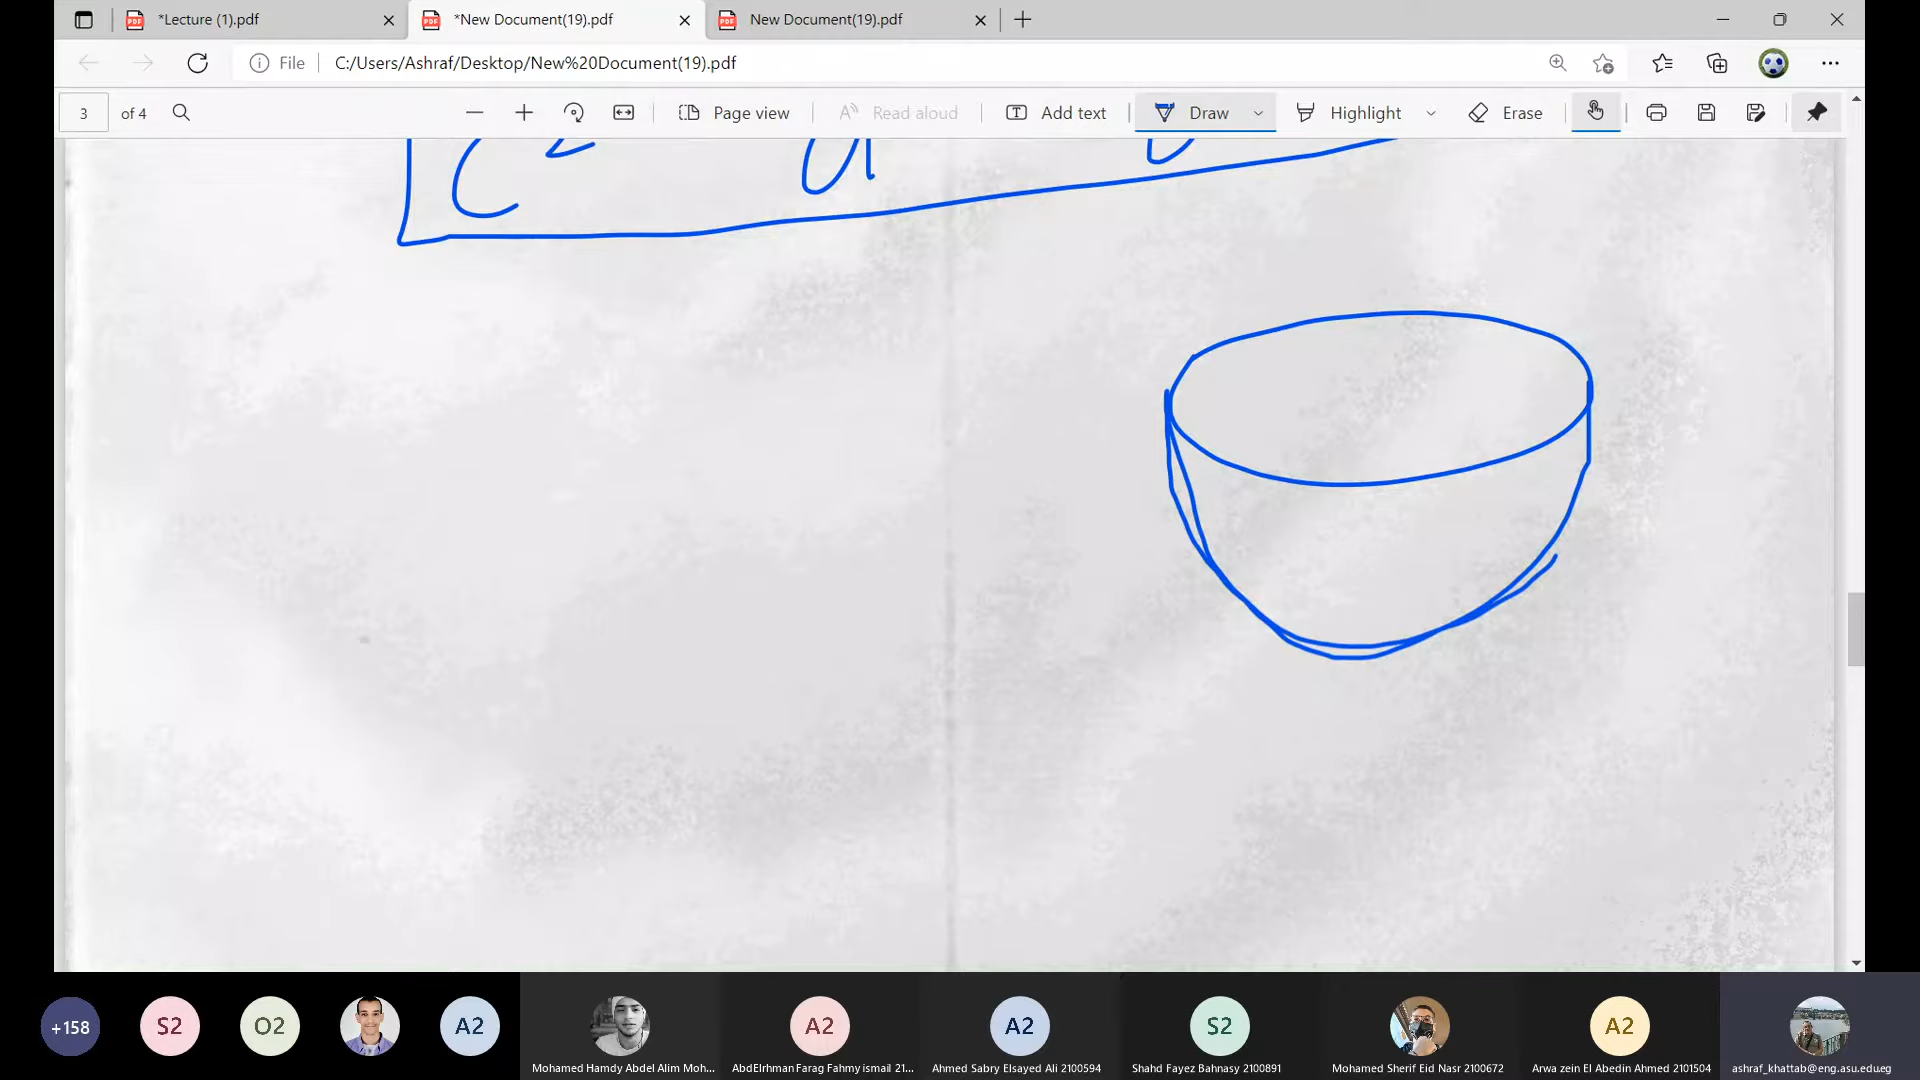 *Lecture (1).pdf
*New Document(19).pdf
New Document(19).pdf
File
C:/Users/Ashraf/Desktop/New%20Document(19).pdf
3 of 4
Page view
Read aloud
Add text
Draw
Highlight
Erase
+158
S2
O2
A2
A2
A2
S2
A2
Mohamed Hamdy Abdel Alim Moh...
AbdElrhman Farag Fahmy ismail 21...
Ahmed Sabry Elsayed Ali 2100594
Shahd Fayez Bahnasy 2100891
Mohamed Sherif Eid Nasr 2100672
Arwa zein El Abedin Ahmed 2101504
ashraf_khattab@eng.asu.edu.eg